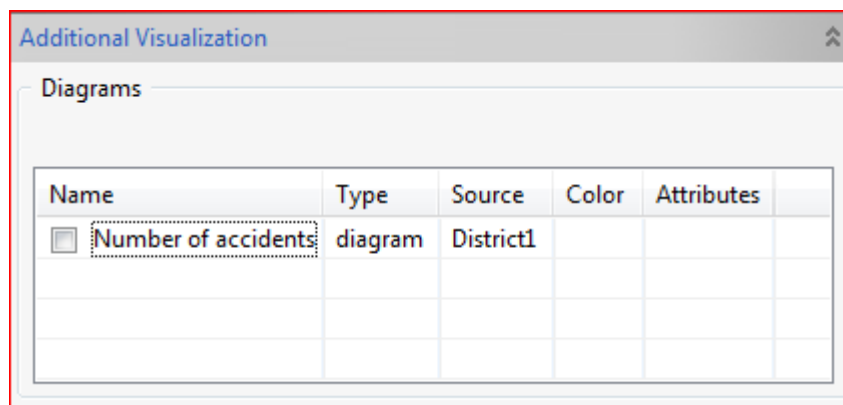 Additional Visualization
Diagrams
Name Type Source Color Attributes
Number of accidents diagram District1